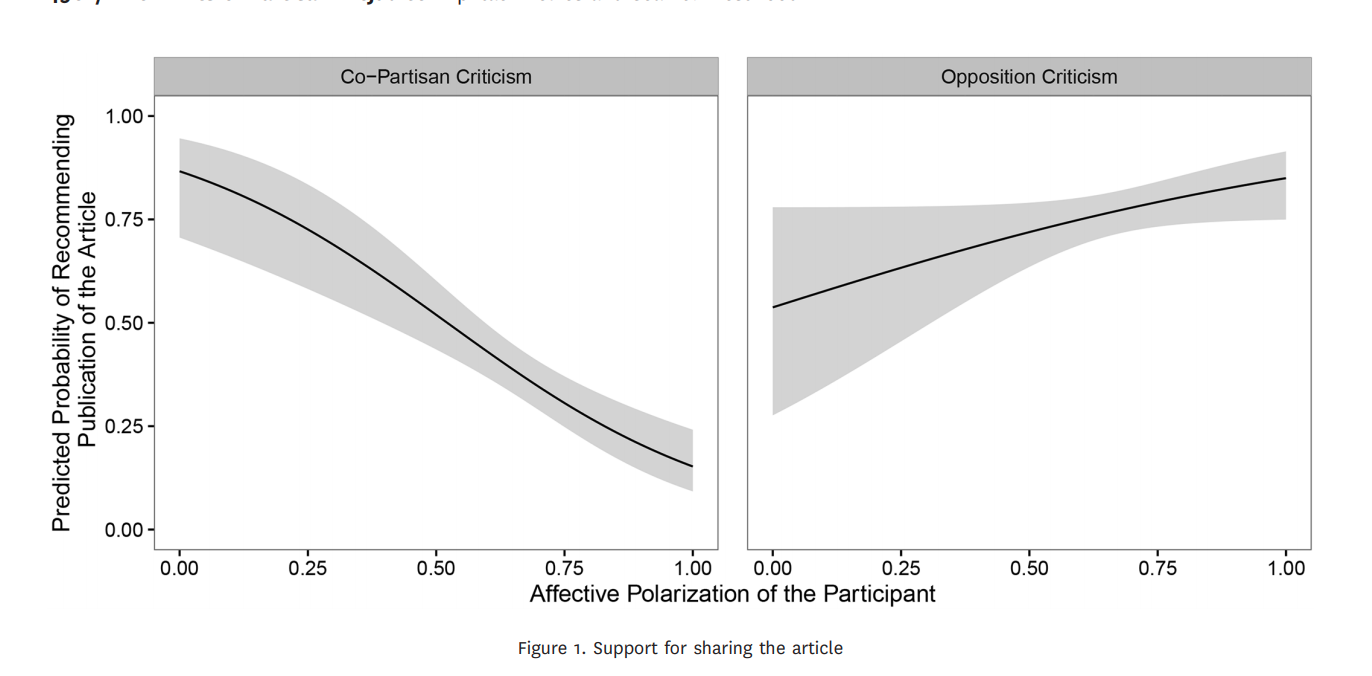 Co−Partisan Criticism
Opposition Criticism
Predicted Probability of Recommending
Publication of the Article
1.00
0.75
0.50
0.25
0.00
0.00 0.25 0.50 0.75 1.00
0.00 0.25 0.50 0.75 1.00
Affective Polarization of the Participant
Figure 1. Support for sharing the article